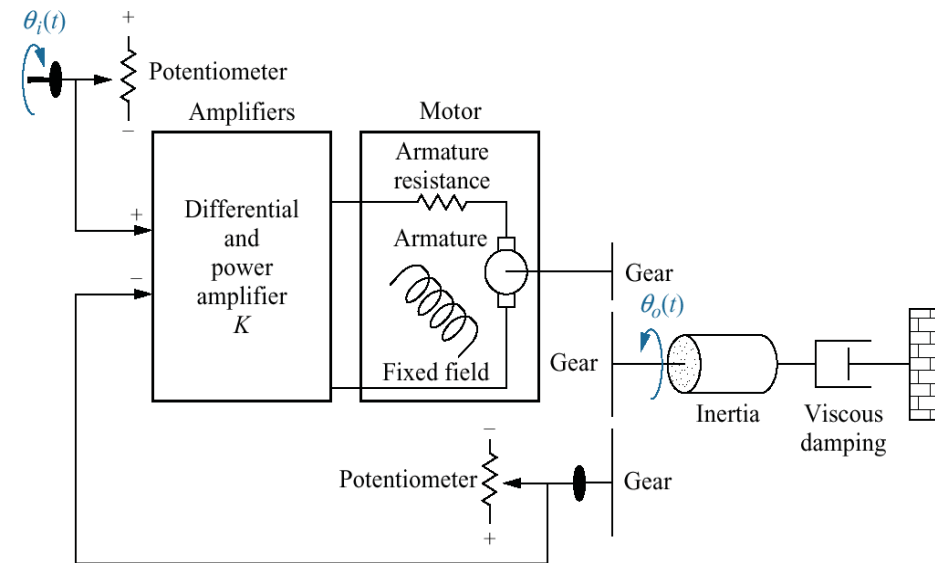 θi(t)
+
Potentiometer
−
Amplifiers
Motor
Armature
resistance
+
−
Differential
and
power
amplifier
K
Armature
Fixed field
Gear
θo(t)
Gear
Inertia
Viscous
damping
−
Potentiometer
+
Gear